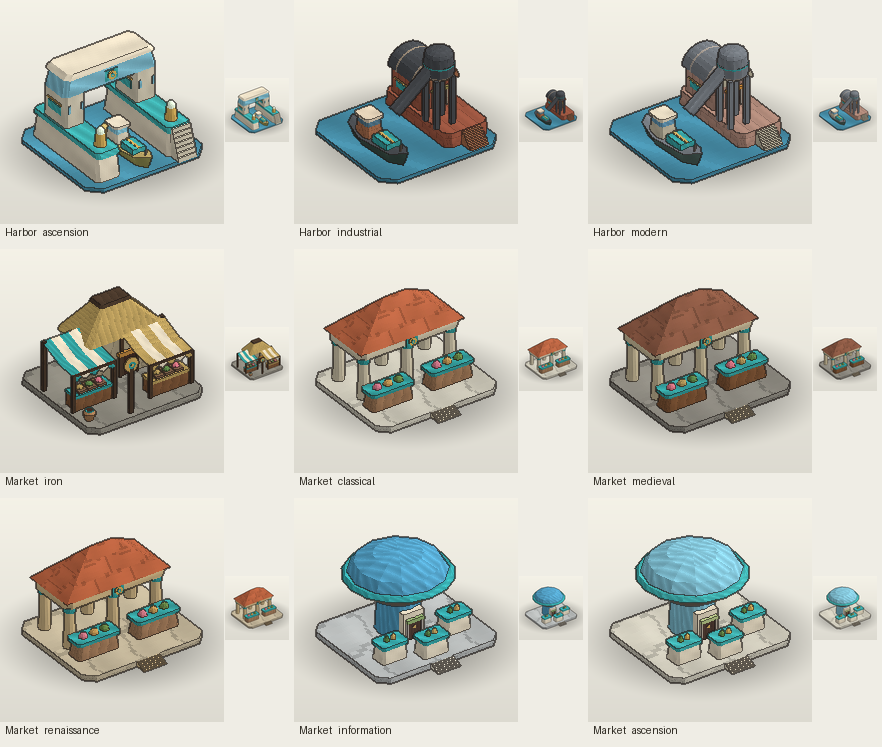 Harbor ascension
Harbor industrial
Harbor modern
Market iron
Market classical
Market medieval
Market renaissance
Market information
Market ascension